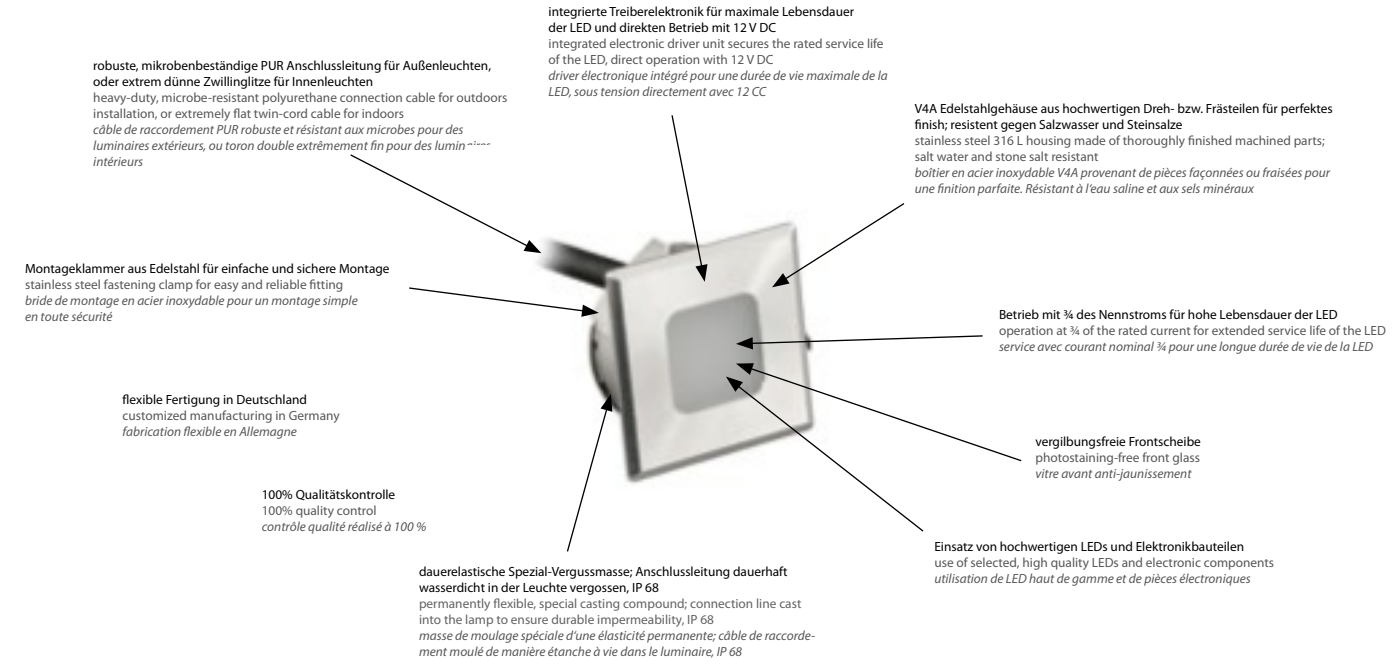 integrierte Treiberelektronik für maximale Lebensdauer
der LED und direkten Betrieb mit 12 V DC
integrated electronic driver unit secures the rated service life
of the LED, direct operation with 12 V DC
driver électronique intégré pour une durée de vie maximale de la
LED, sous tension directement avec 12 CC
robuste, mikrobenbeständige PUR Anschlussleitung für Außenleuchten,
oder extrem dünne Zwillinglitze für Innenleuchten
heavy-duty, microbe-resistant polyurethane connection cable for outdoors
installation, or extremely flat twin-cord cable for indoors
câble de raccordement PUR robuste et résistant aux microbes pour des
luminaires extérieurs, ou toron double extrêmement fin pour des luminaires
intérieurs
V4A Edelstahlgehäuse aus hochwertigen Dreh- bzw. Frästeilen für perfektes
finish; resistent gegen Salzwasser und Steinsalze
stainless steel 316 L housing made of thoroughly finished machined parts;
salt water and stone salt resistant
boîtier en acier inoxydable V4A provenant de pièces façonnées ou fraisées pour
une finition parfaite. Résistant à l'eau saline et aux sels minéraux
Montageklammer aus Edelstahl für einfache und sichere Montage
stainless steel fastening clamp for easy and reliable fitting
bride de montage en acier inoxydable pour un montage simple
en toute sécurité
Betrieb mit ¾ des Nennstroms für hohe Lebensdauer der LED
operation at ¾ of the rated current for extended service life of the LED
service avec courant nominal ¾ pour une longue durée de vie de la LED
flexible Fertigung in Deutschland
customized manufacturing in Germany
fabrication flexible en Allemagne
vergilbungsfreie Frontscheibe
photostaining-free front glass
vitre avant anti-jaunissement
100% Qualitätskontrolle
100% quality control
contrôle qualité réalisé à 100 %
Einsatz von hochwertigen LEDs und Elektronikbauteilen
use of selected, high quality LEDs and electronic components
utilisation de LED haut de gamme et de pièces électroniques
dauerelastische Spezial-Vergussmasse; Anschlussleitung dauerhaft
wasserdicht in der Leuchte vergossen, IP 68
permanently flexible, special casting compound; connection line cast
into the lamp to ensure durable impermeability, IP 68
masse de moulage spéciale d'une élasticité permanente; câble de raccorde-
ment moulé de manière étanche à vie dans le luminaire, IP 68